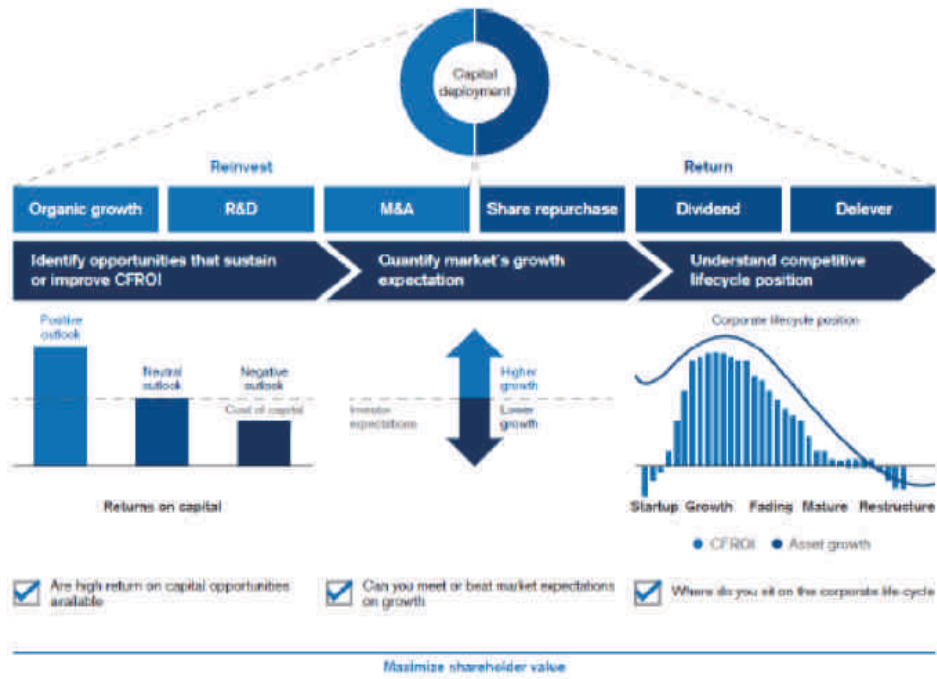 Capital
deployment
Reinvest
Return
Organic growth
R&D
M&A
Share repurchase
Dividend
Delever
Identify opportunities that sustain
or improve CFROI
Quantify market's growth
expectation
Understand competitive
lifecycle position
Positive
outlook
Neutral
outlook
Negative
outlook
Cost of capital
Investor
expectations
Higher
growth
Lower
growth
Corporate lifecycle position
Returns on capital
Startup Growth Fading Mature Restructure
CFROI Asset growth
Are high return on capital opportunities
available
Can you meet or beat market expectations
on growth
Where do you sit on the corporate life-cycle
Maximize shareholder value